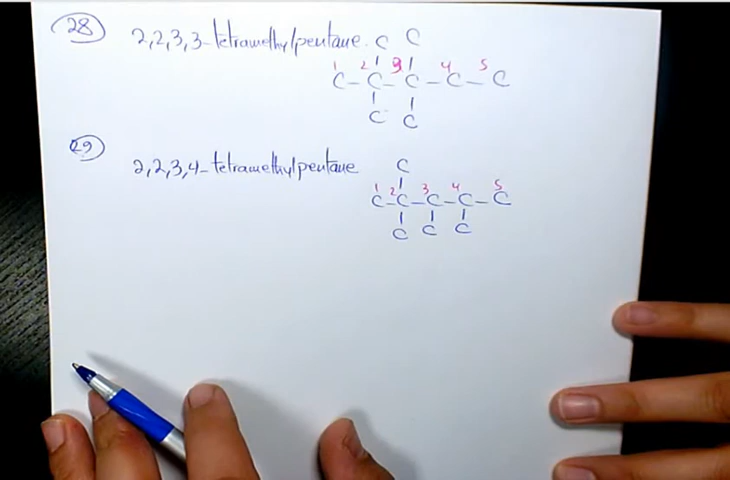 28 2,2,3,3-tetramethylpentane. C C
1 2 3 4 5
C-C-C-C-C
C C
29 2,2,3,4-tetramethylpentane C
1 2 3 4 5
C-C-C-C-C
C C C